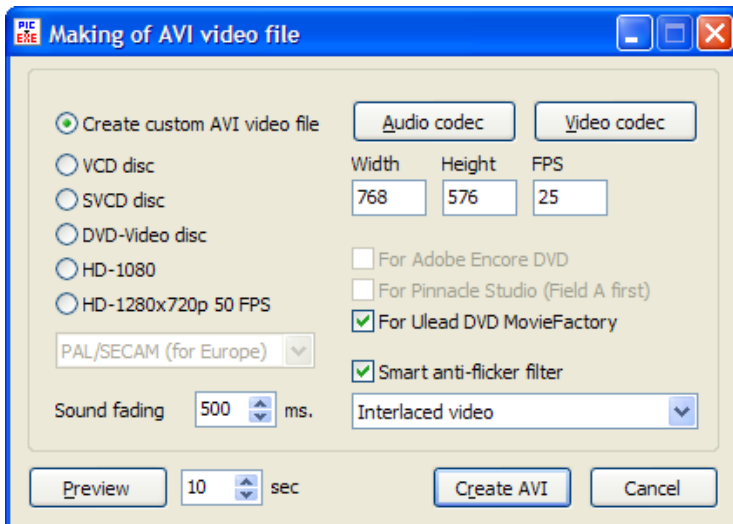 PIC
EXE
Making of AVI video file
Create custom AVI video file
Audio codec
Video codec
VCD disc
SVCD disc
DVD-Video disc
HD-1080
HD-1280x720p 50 FPS
PAL/SECAM (for Europe)
Sound fading 500 ms.
Width Height FPS
768 576 25
For Adobe Encore DVD
For Pinnacle Studio (Field A first)
For Ulead DVD MovieFactory
Smart anti-flicker filter
Interlaced video
Preview 10 sec
Create AVI
Cancel